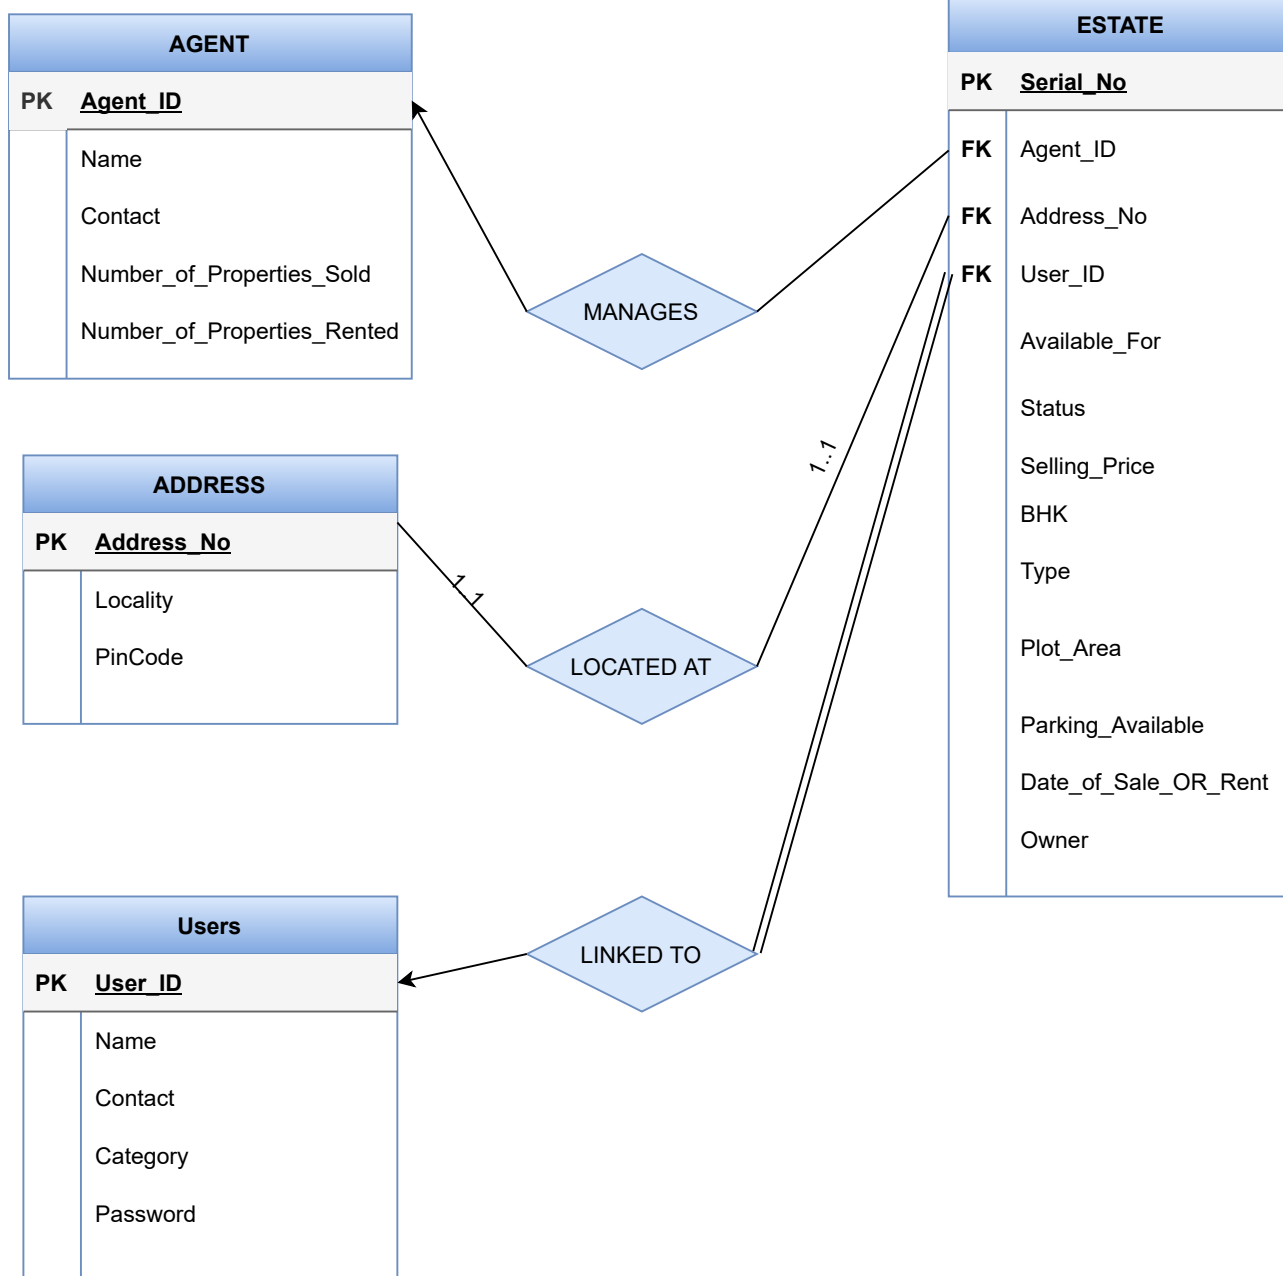 AGENT
PK Agent_ID
Name
Contact
Number_of_Properties_Sold
Number_of_Properties_Rented
MANAGES
ADDRESS
PK Address_No
Locality
PinCode
1..1
LOCATED AT
1..1
Users
PK User_ID
Name
Contact
Category
Password
LINKED TO
ESTATE
PK Serial_No
FK Agent_ID
FK Address_No
FK User_ID
Available_For
Status
Selling_Price
BHK
Type
Plot_Area
Parking_Available
Date_of_Sale_OR_Rent
Owner